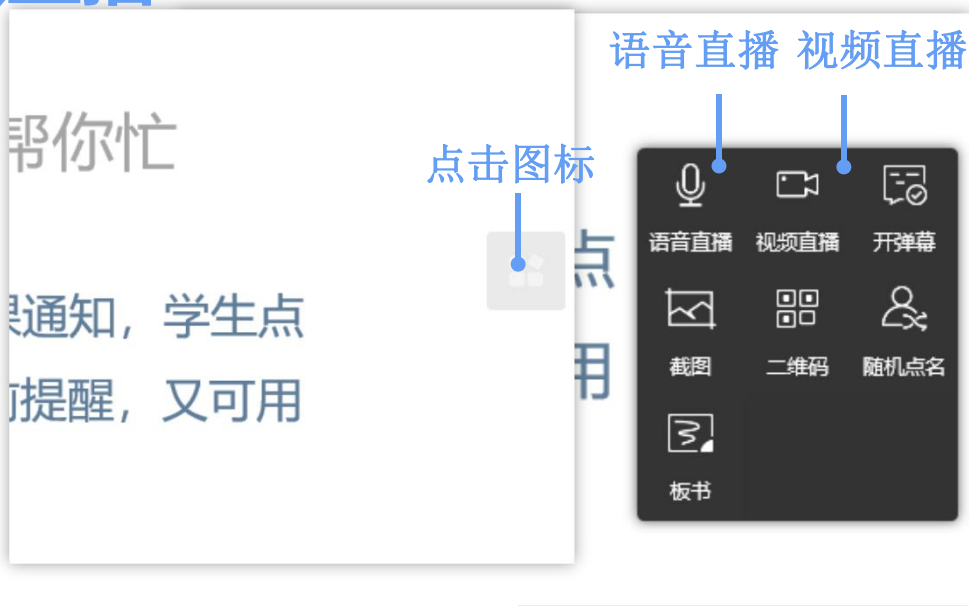 语音直播 视频直播
帮你忙
点击图标
通知，学生点
提醒，又可用
点
用
语音直播 视频直播 开弹幕
截图 二维码 随机点名
板书